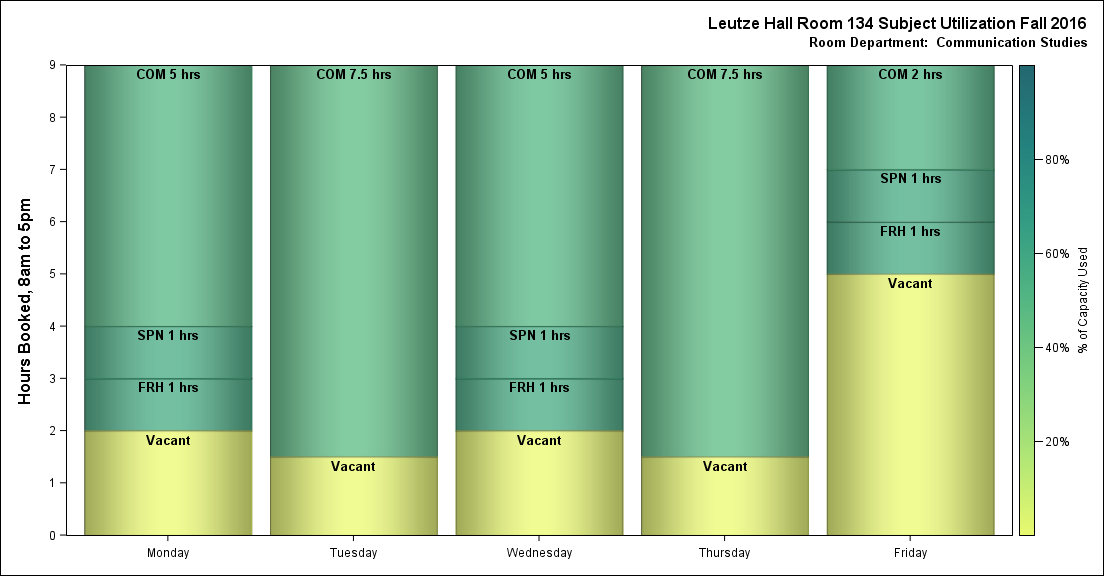 Leutze Hall Room 134 Subject Utilization Fall 2016
Room Department:  Communication Studies
Hours Booked, 8am to 5pm
9
8
7
6
5
4
3
2
1
0
COM 5 hrs
SPN 1 hrs
FRH 1 hrs
Vacant
Monday
COM 7.5 hrs
Vacant
Tuesday
COM 5 hrs
SPN 1 hrs
FRH 1 hrs
Vacant
Wednesday
COM 7.5 hrs
Vacant
Thursday
COM 2 hrs
SPN 1 hrs
FRH 1 hrs
Vacant
Friday
80%
60%
40%
20%
% of Capacity Used